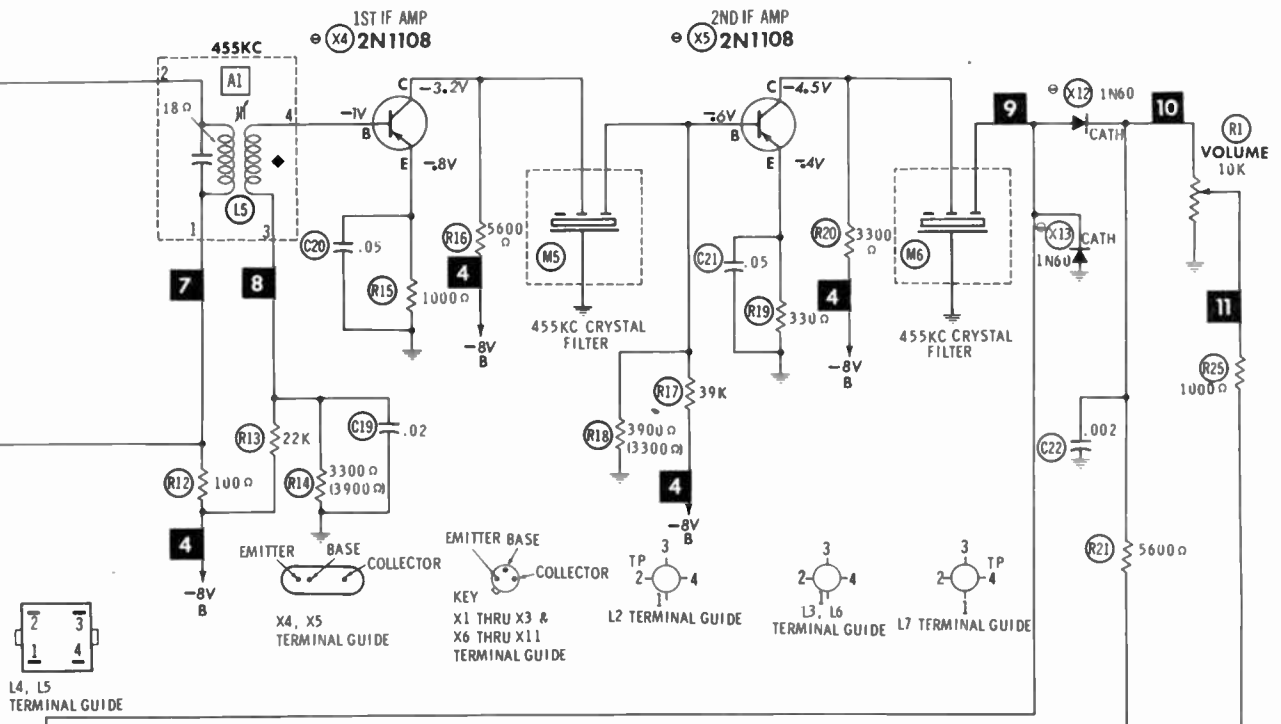 1ST IF AMP
⊖ X4 2N1108
2ND IF AMP
⊖ X5 2N1108
455KC
2
A1
18Ω
4
L5
1
3
-1V
B
C
-3.2V
E
-.8V
-.6V
B
C
-4.5V
E
-.4V
9
⊖ X12 1N60
CATH
10
R1
VOLUME
10K
⊖ X13
CATH
1N60
7
8
C20
.05
R15
1000Ω
R16
5600
Ω
4
-8V
B
M5
455KC CRYSTAL
FILTER
C21
.05
R19
330Ω
R20
3300
Ω
4
-8V
B
M6
455KC CRYSTAL
FILTER
11
R25
1000Ω
R17
39K
R18
3900Ω
(3300Ω)
4
-8V
B
R13
22K
C19
.02
R12
100Ω
R14
3300Ω
(3900Ω)
4
-8V
B
C22
.002
R21
5600Ω
EMITTER
BASE
COLLECTOR
X4, X5
TERMINAL GUIDE
EMITTER BASE
COLLECTOR
KEY
X1 THRU X3 &
X6 THRU X11
TERMINAL GUIDE
TP
3
2
4
1
L2 TERMINAL GUIDE
3
2
4
1
L3, L6
TERMINAL GUIDE
3
TP
2
4
1
L7 TERMINAL GUIDE
2
3
1
4
L4, L5
TERMINAL GUIDE